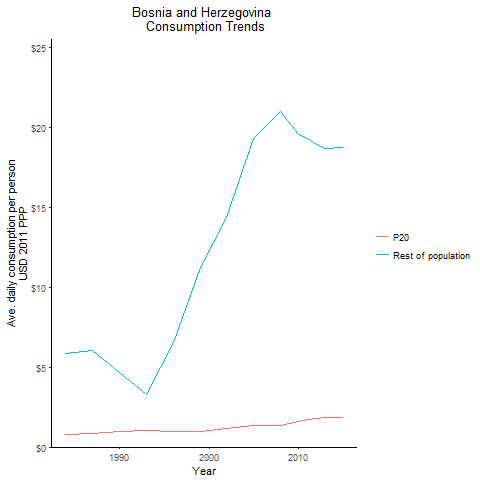 Bosnia and Herzegovina
Consumption Trends
$25
$20
$15
$10
$5
$0
Ave. daily consumption per person
USD 2011 PPP
1990
2000
2010
Year
P20
Rest of population